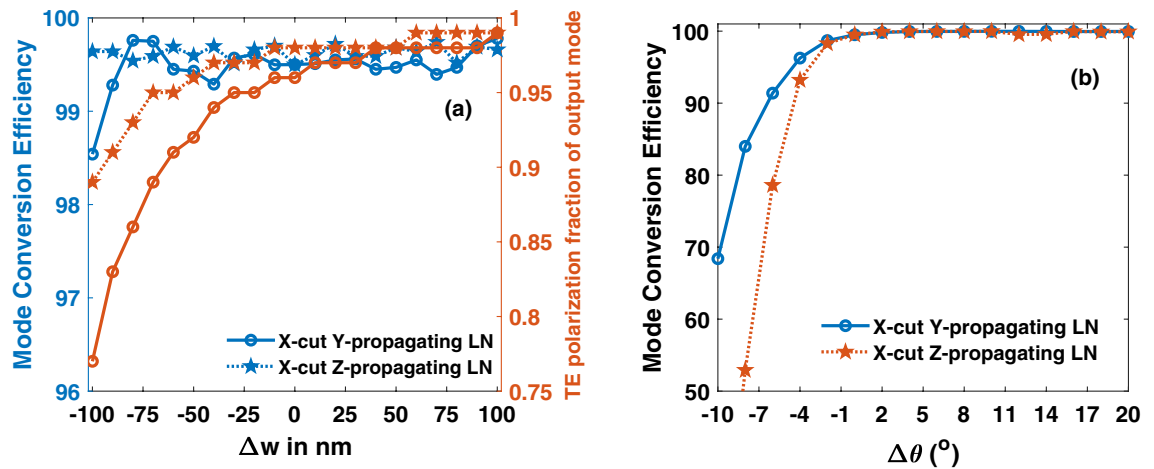 Mode Conversion Efficiency
100
99
98
97
96
(a)
X-cut Y-propagating LN
X-cut Z-propagating LN
1
0.95
0.9
0.85
0.8
0.75
TE polarization fraction of output mode
-100 -75 -50 -25 0 25 50 75 100
Δw in nm
Mode Conversion Efficiency
100
90
80
70
60
50
(b)
X-cut Y-propagating LN
X-cut Z-propagating LN
-10 -7 -4 -1 2 5 8 11 14 17 20
Δθ (°)